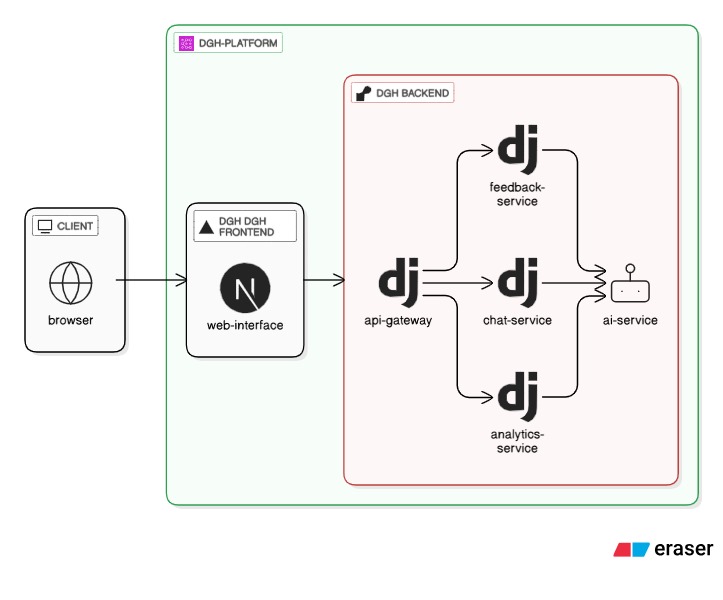 DGH-PLATFORM
DGH BACKEND
dj
feedback-
service
CLIENT
browser
DGH DGH
FRONTEND
N
web-interface
dj
api-gateway
dj
chat-service
ai-service
dj
analytics-
service
eraser